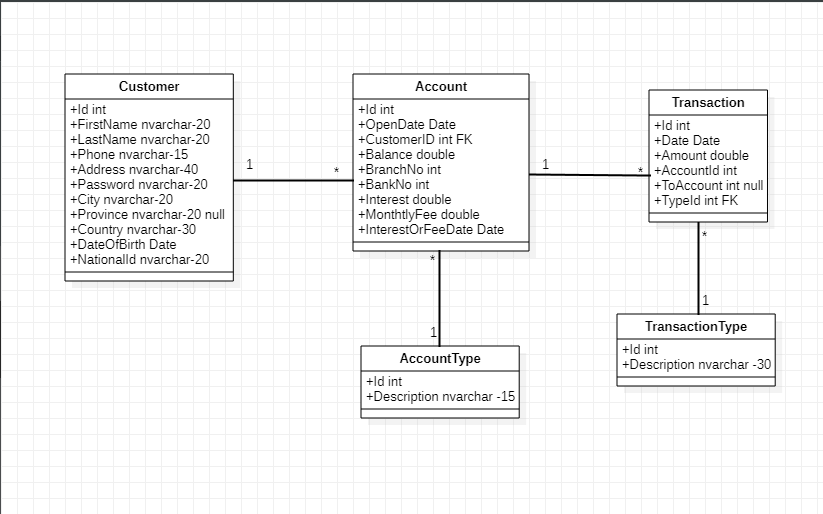 Customer
+Id int
+FirstName nvarchar-20
+LastName nvarchar-20
+Phone nvarchar-15
+Address nvarchar-40
+Password nvarchar-20
+City nvarchar-20
+Province nvarchar-20 null
+Country nvarchar-30
+DateOfBirth Date
+NationalId nvarchar-20
1
*
Account
+Id int
+OpenDate Date
+CustomerID int FK
+Balance double
+BranchNo int
+BankNo int
+Interest double
+MonthtlyFee double
+InterestOrFeeDate Date
1
*
Transaction
+Id int
+Date Date
+Amount double
+AccountId int
+ToAccount int null
+TypeId int FK
*
1
AccountType
+Id int
+Description nvarchar -15
*
1
TransactionType
+Id int
+Description nvarchar -30